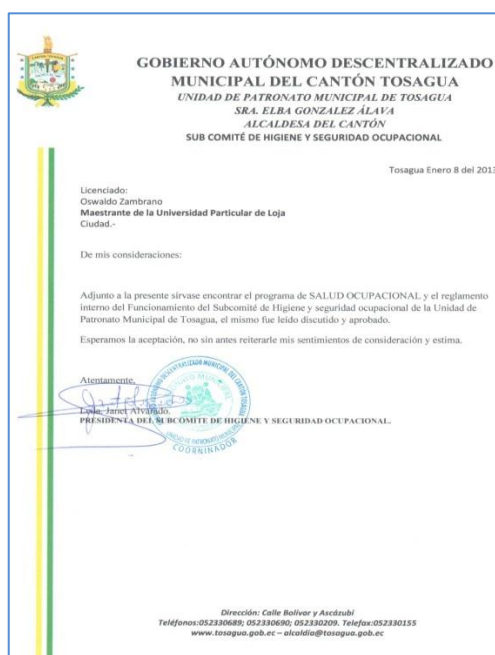 GOBIERNO AUTÓNOMO DESCENTRALIZADO
MUNICIPAL DEL CANTÓN TOSAGUA
UNIDAD DE PATRONATO MUNICIPAL DE TOSAGUA
SRA. ELBA GONZALEZ ÁLAVA
ALCALDESA DEL CANTÓN
SUB COMITÉ DE HIGIENE Y SEGURIDAD OCUPACIONAL
Tosagua Enero 8 del 2013
Licenciado:
Oswaldo Zambrano
Maestrante de la Universidad Particular de Loja
Ciudad.-
De mis consideraciones:
Adjunto a la presente sírvase encontrar el programa de SALUD OCUPACIONAL y el reglamento
interno del Funcionamiento del Subcomité de Higiene y seguridad ocupacional de la Unidad de
Patronato Municipal de Tosagua, el mismo fue leído discutido y aprobado.
Esperamos la aceptación, no sin antes reiterarle mis sentimientos de consideración y estima.
Atentamente,
Lcda. Janet Alvarado.
PRESIDENTA DEL SUBCOMITE DE HIGIENE Y SEGURIDAD OCUPACIONAL.
COORDINADOR
Dirección: Calle Bolívar y Ascázubi
Teléfonos:052330689; 052330690; 052330209. Telefax:052330155
www.tosagua.gob.ec – alcaldia@tosagua.gob.ec